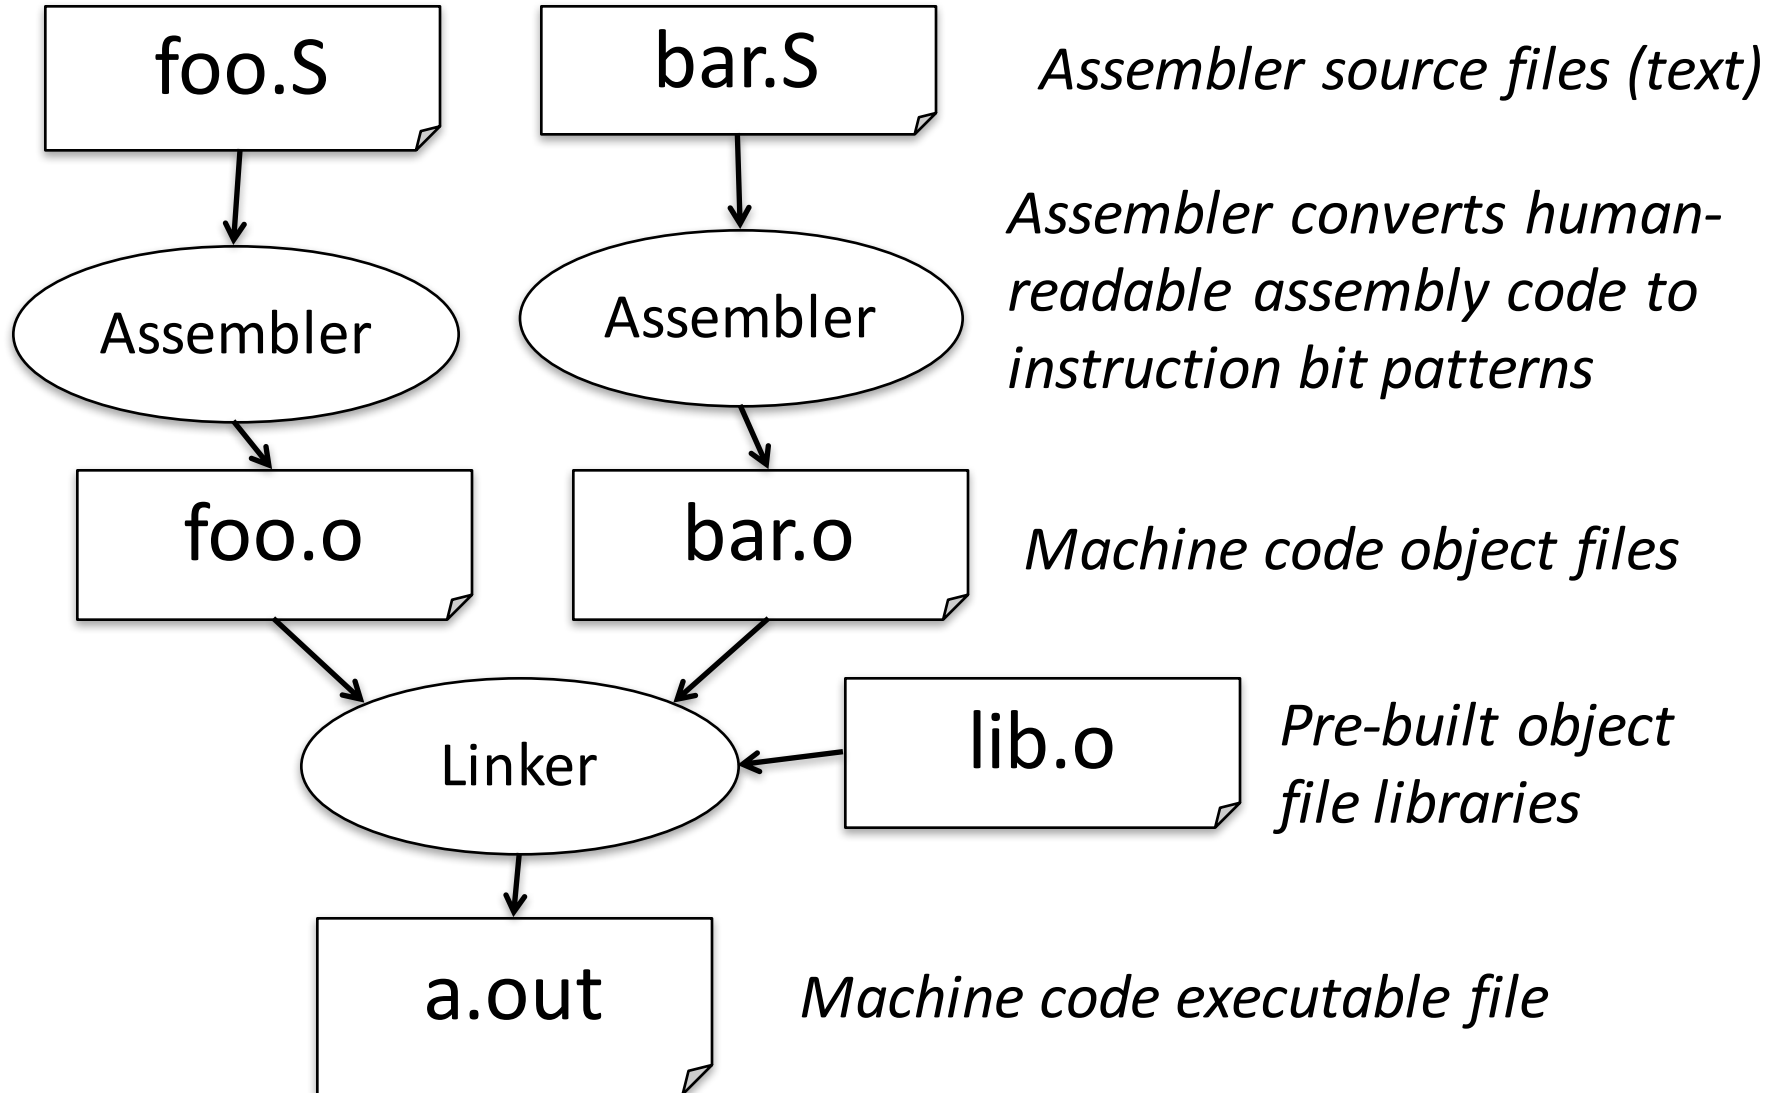 foo.S
bar.S
Assembler source files (text)
Assembler
Assembler
Assembler converts human-
readable assembly code to
instruction bit patterns
foo.o
bar.o
Machine code object files
Linker
lib.o
Pre-built object
file libraries
a.out
Machine code executable file